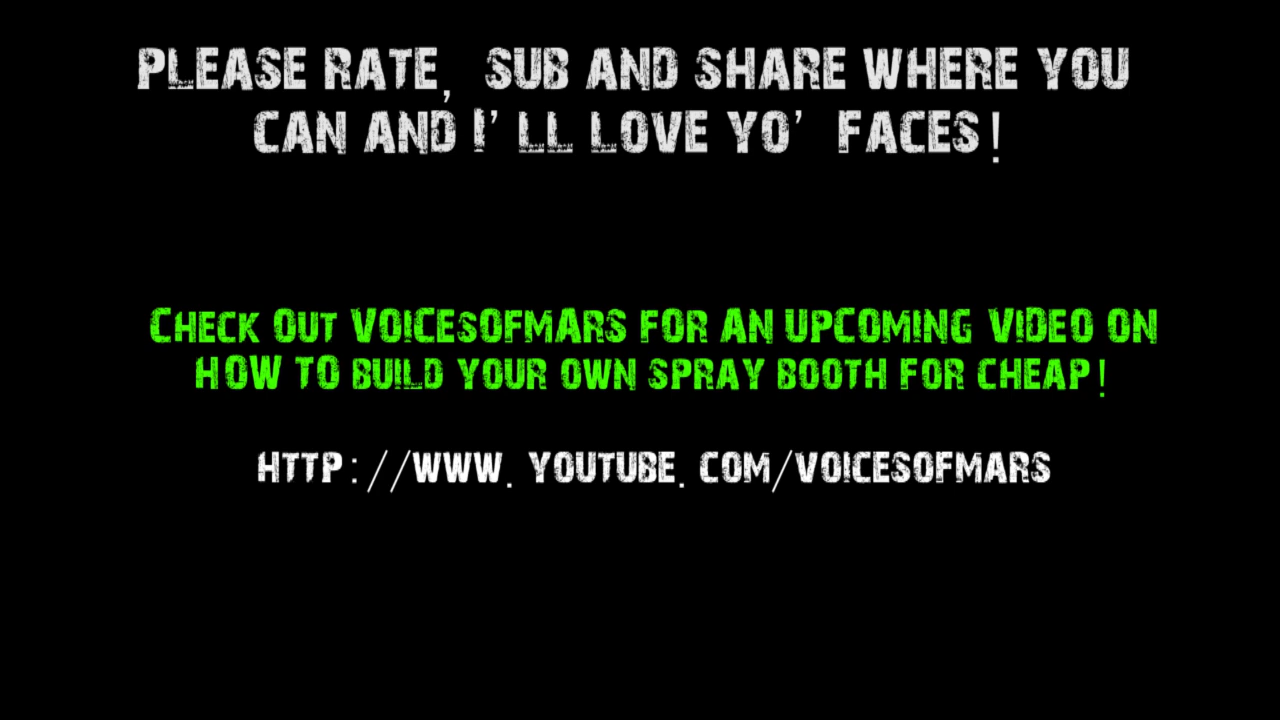 PLEASE RATE, SUB AND SHARE WHERE YOU
CAN AND I'LL LOVE YO' FACES!
CHECK OUT VOICESOFMARS FOR AN UPCOMING VIDEO ON
HOW TO BUILD YOUR OWN SPRAY BOOTH FOR CHEAP!
HTTP://WWW.YOUTUBE.COM/VOICESOFMARS